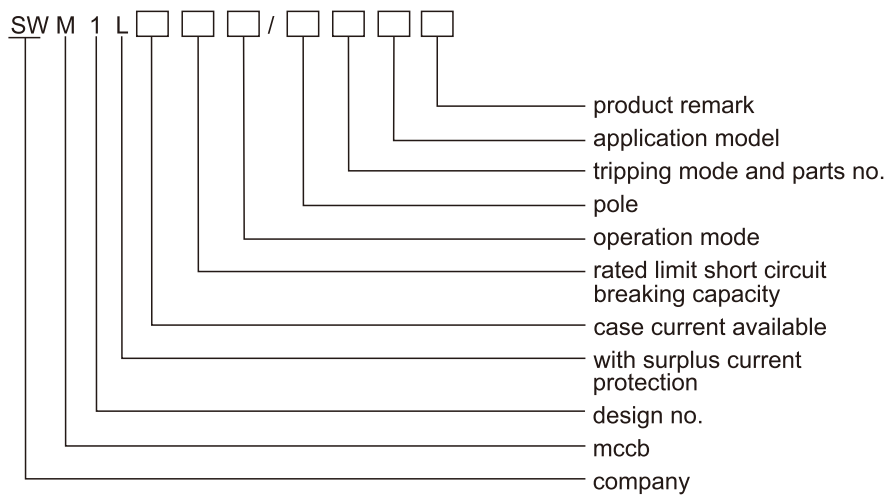 SW M 1 L □ □ □ / □ □ □ □
product remark
application model
tripping mode and parts no.
pole
operation mode
rated limit short circuit
breaking capacity
case current available
with surplus current
protection
design no.
mccb
company